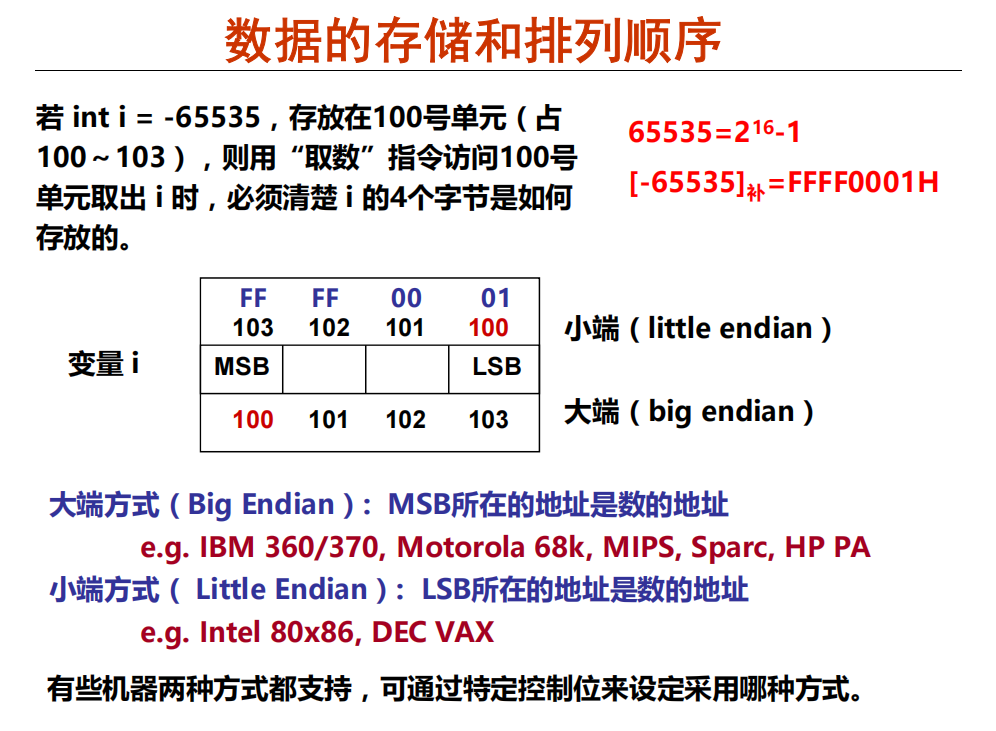 数据的存储和排列顺序
若 int i = -65535，存放在100号单元（占
100～103），则用“取数”指令访问100号
单元取出 i 时，必须清楚 i 的4个字节是如何
存放的。
65535=2¹⁶-1
[-65535]补=FFFF0001H
FF FF 00 01
103 102 101 100
小端（little endian）
变量 i
MSB LSB
100 101 102 103
大端（big endian）
大端方式（Big Endian）：MSB所在的地址是数的地址
e.g. IBM 360/370, Motorola 68k, MIPS, Sparc, HP PA
小端方式（ Little Endian）：LSB所在的地址是数的地址
e.g. Intel 80x86, DEC VAX
有些机器两种方式都支持，可通过特定控制位来设定采用哪种方式。